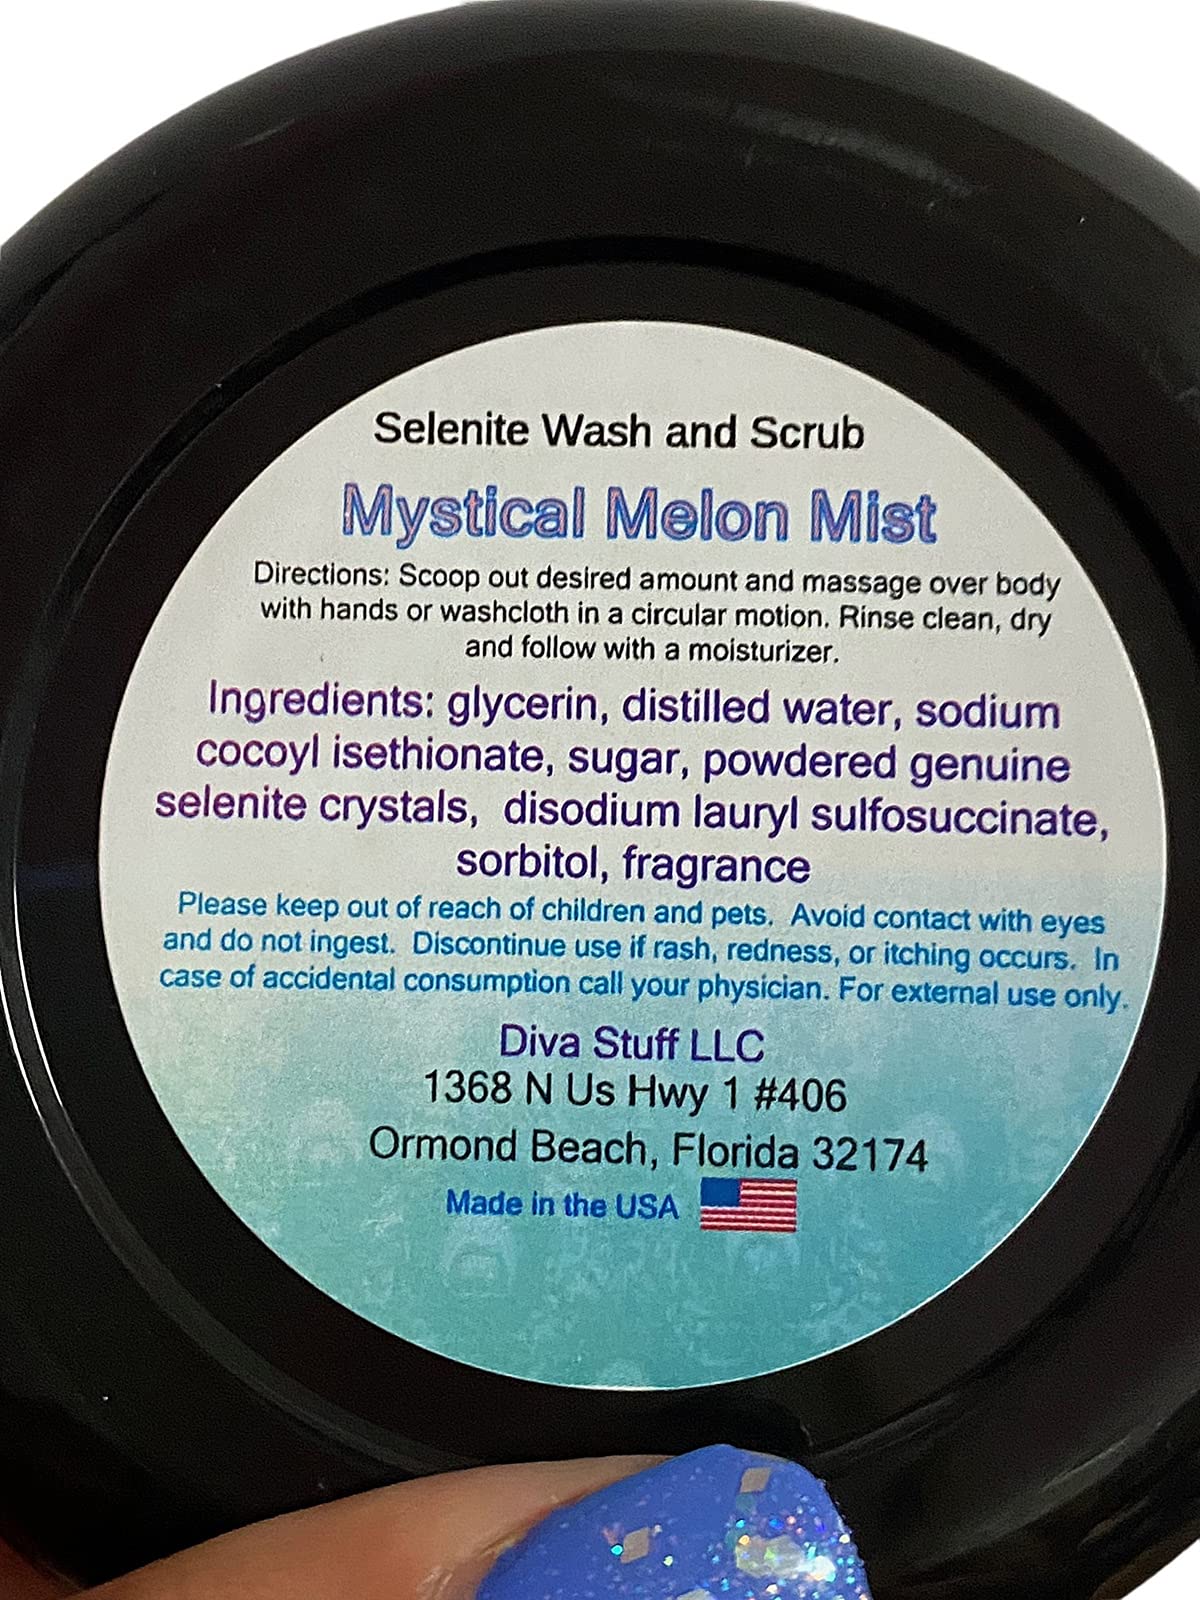 Selenite Wash and Scrub
Mystical Melon Mist
Directions: Scoop out desired amount and massage over body
with hands or washcloth in a circular motion. Rinse clean, dry
and follow with a moisturizer.
Ingredients: glycerin, distilled water, sodium
cocoyl isethionate, sugar, powdered genuine
selenite crystals,  disodium lauryl sulfosuccinate,
sorbitol, fragrance
Please keep out of reach of children and pets.  Avoid contact with eyes
and do not ingest.  Discontinue use if rash, redness, or itching occurs.  In
case of accidental consumption call your physician. For external use only.
Diva Stuff LLC
1368 N Us Hwy 1 #406
Ormond Beach, Florida 32174
Made in the USA